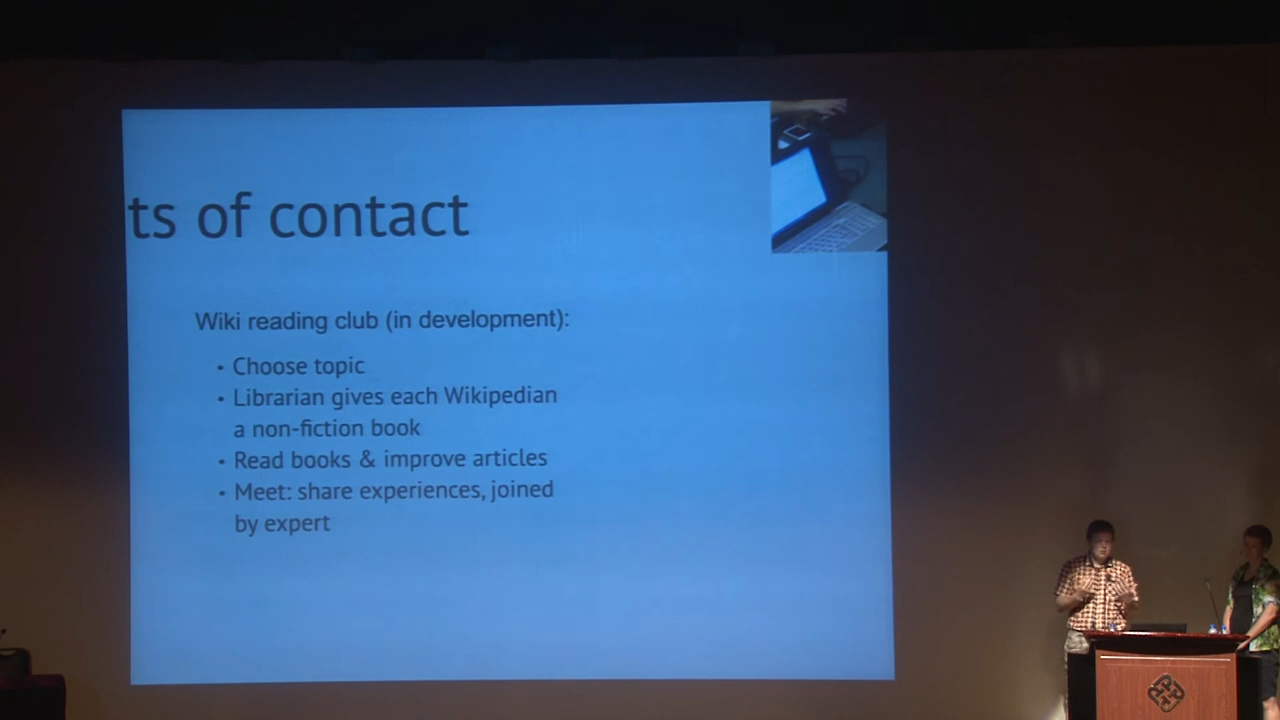 ts of contact
Wiki reading club (in development):
• Choose topic
• Librarian gives each Wikipedian
a non-fiction book
• Read books & improve articles
• Meet: share experiences, joined
by expert